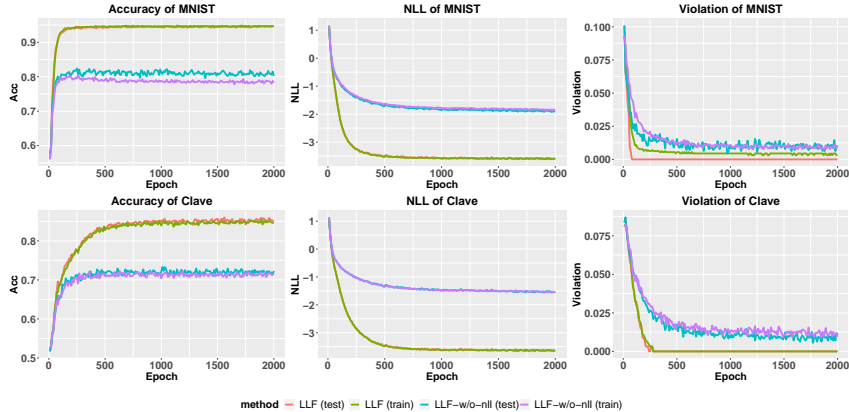 Accuracy of MNIST
NLL of MNIST
Violation of MNIST
Acc
0.9
0.8
0.7
0.6
0 500 1000 1500 2000
Epoch
NLL
1
0
−1
−2
−3
0 500 1000 1500 2000
Epoch
Violation
0.100
0.075
0.050
0.025
0.000
0 500 1000 1500 2000
Epoch
Accuracy of Clave
NLL of Clave
Violation of Clave
Acc
0.8
0.7
0.6
0.5
0 500 1000 1500 2000
Epoch
NLL
1
0
−1
−2
−3
0 500 1000 1500 2000
Epoch
Violation
0.075
0.050
0.025
0.000
0 500 1000 1500 2000
Epoch
method LLF (test) LLF (train) LLF−w/o−nll (test) LLF−w/o−nll (train)